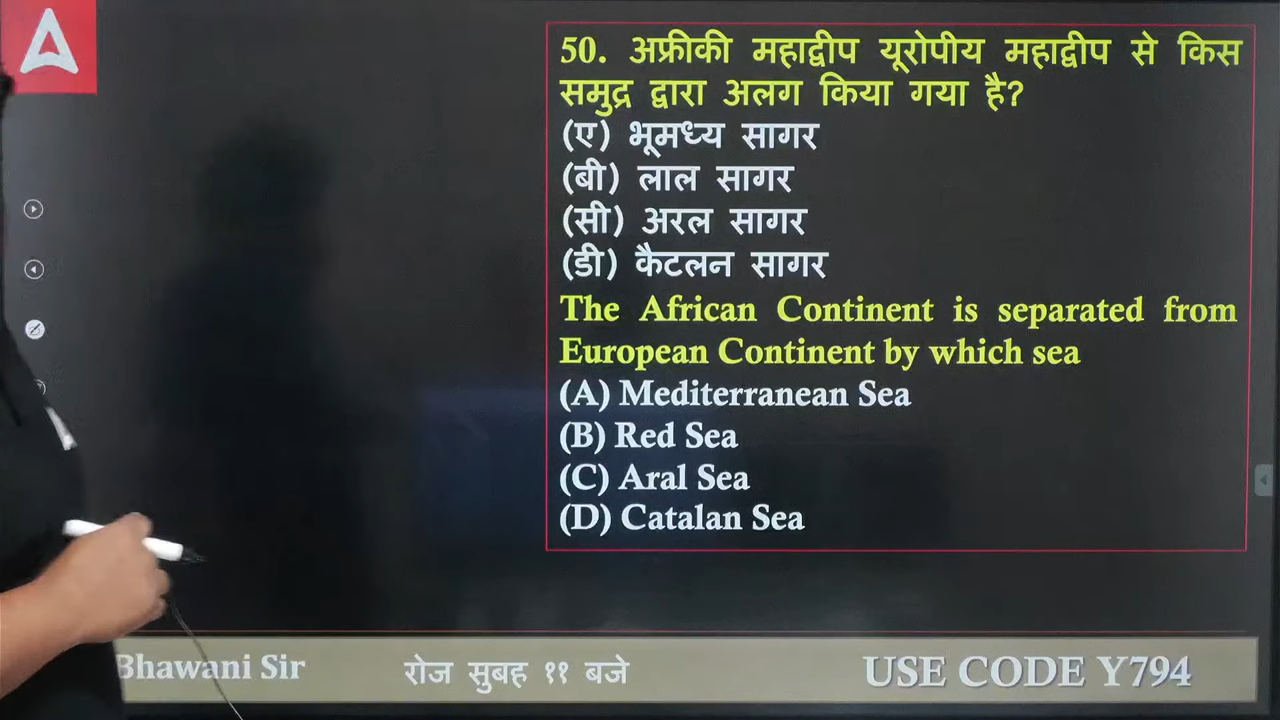 50. अफ्रीकी महाद्वीप यूरोपीय महाद्वीप से किस
समुद्र द्वारा अलग किया गया है?
(ए) भूमध्य सागर
(बी) लाल सागर
(सी) अरल सागर
(डी) कैटलन सागर
The African Continent is separated from
European Continent by which sea
(A) Mediterranean Sea
(B) Red Sea
(C) Aral Sea
(D) Catalan Sea
Bhawani Sir रोज सुबह ११ बजे USE CODE Y794